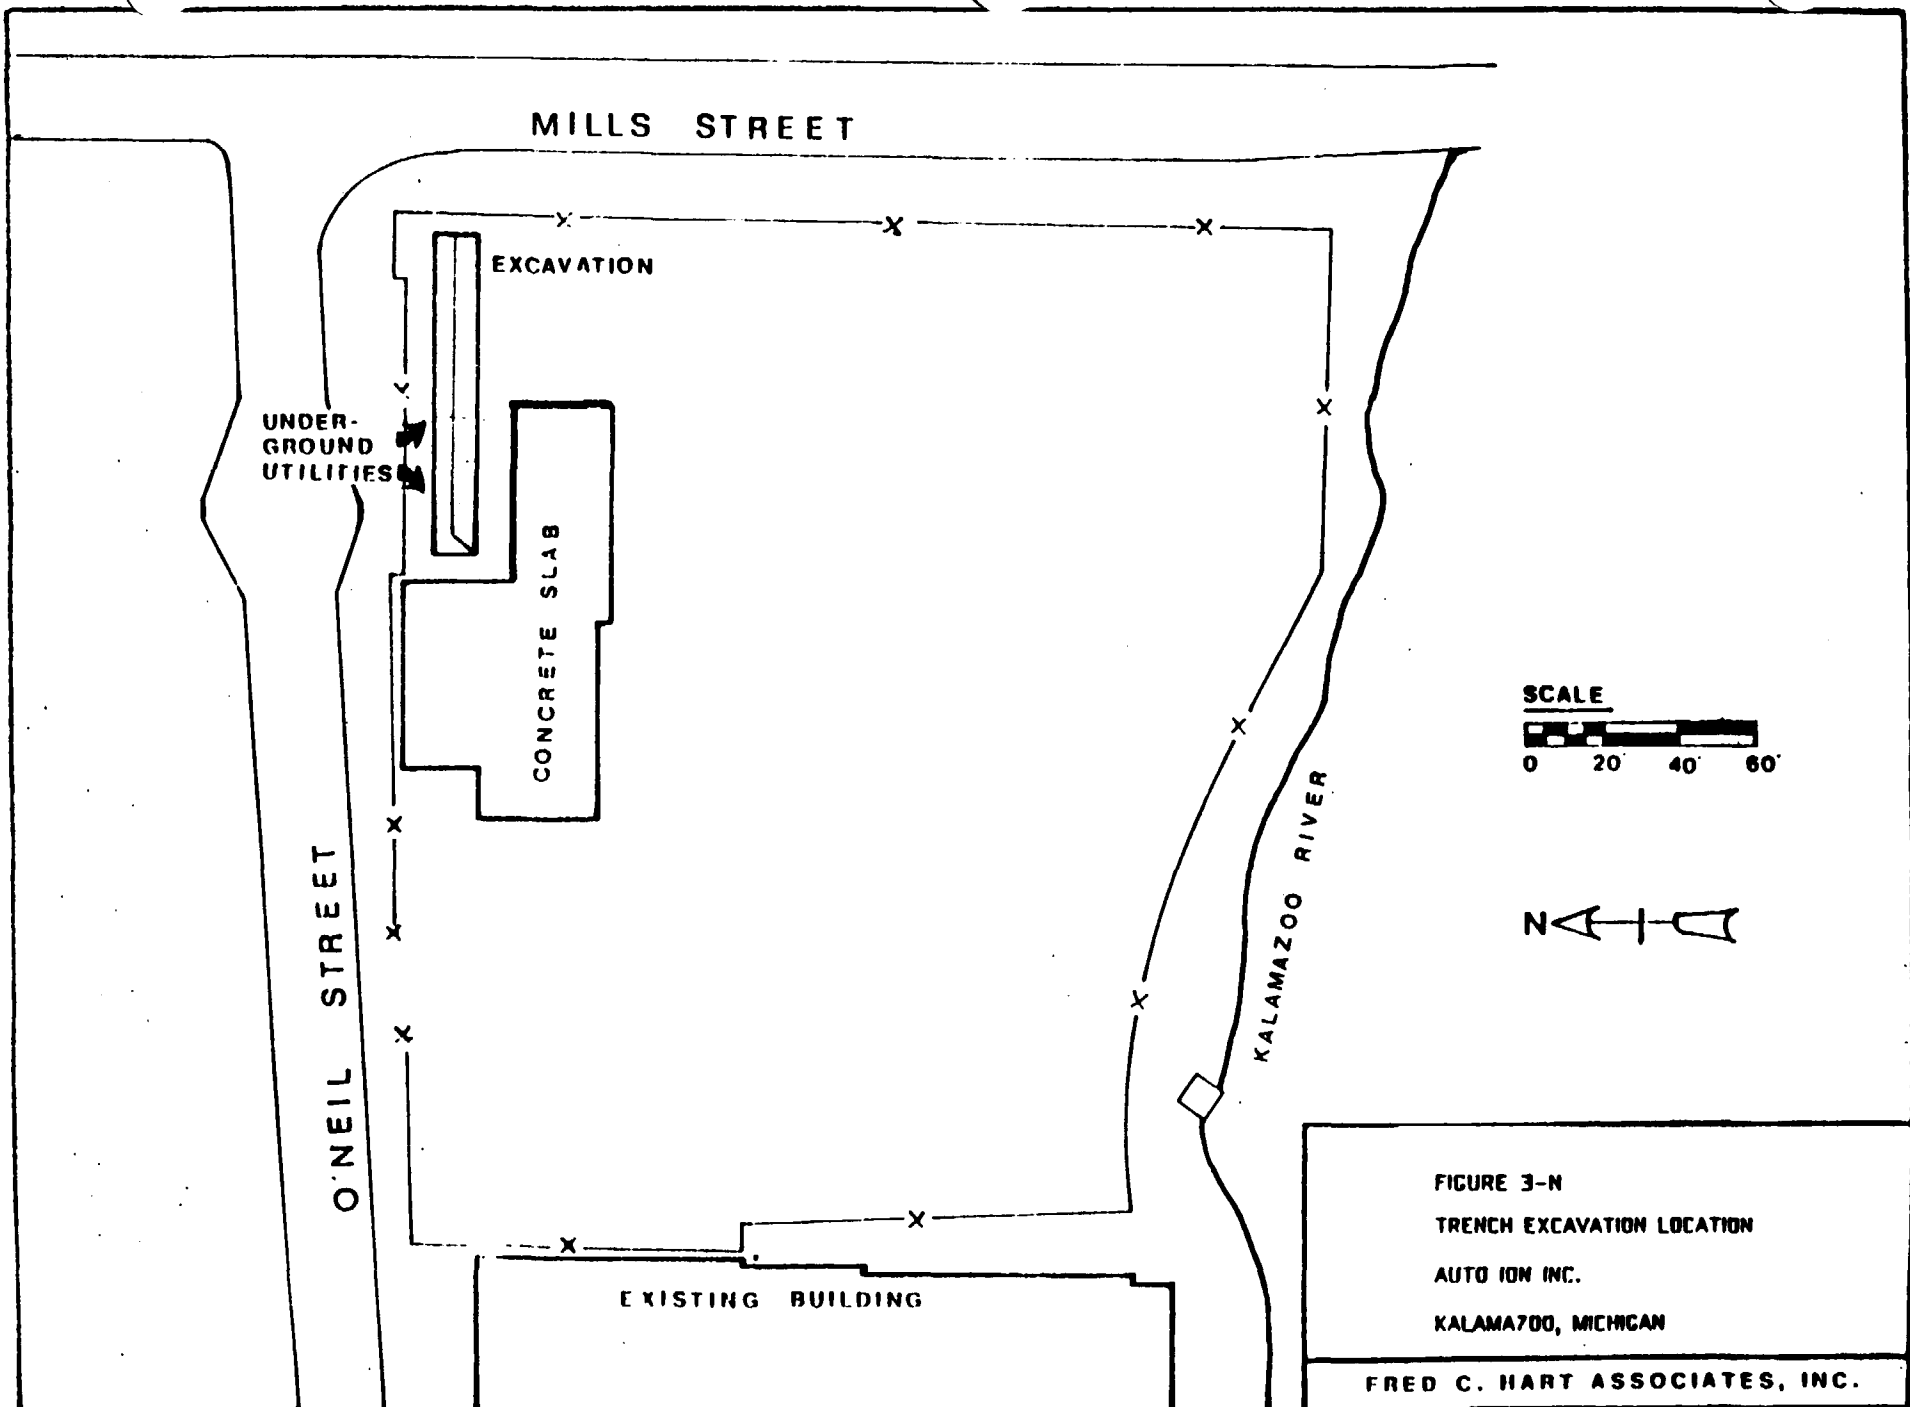 MILLS STREET
EXCAVATION
UNDER-
GROUND
UTILITIES
CONCRETE SLAB
O'NEIL STREET
KALAMAZOO RIVER
SCALE
0 20' 40' 60'
N
EXISTING BUILDING
FIGURE 3-N
TRENCH EXCAVATION LOCATION
AUTO ION INC.
KALAMAZOO, MICHIGAN
FRED C. HART ASSOCIATES, INC.